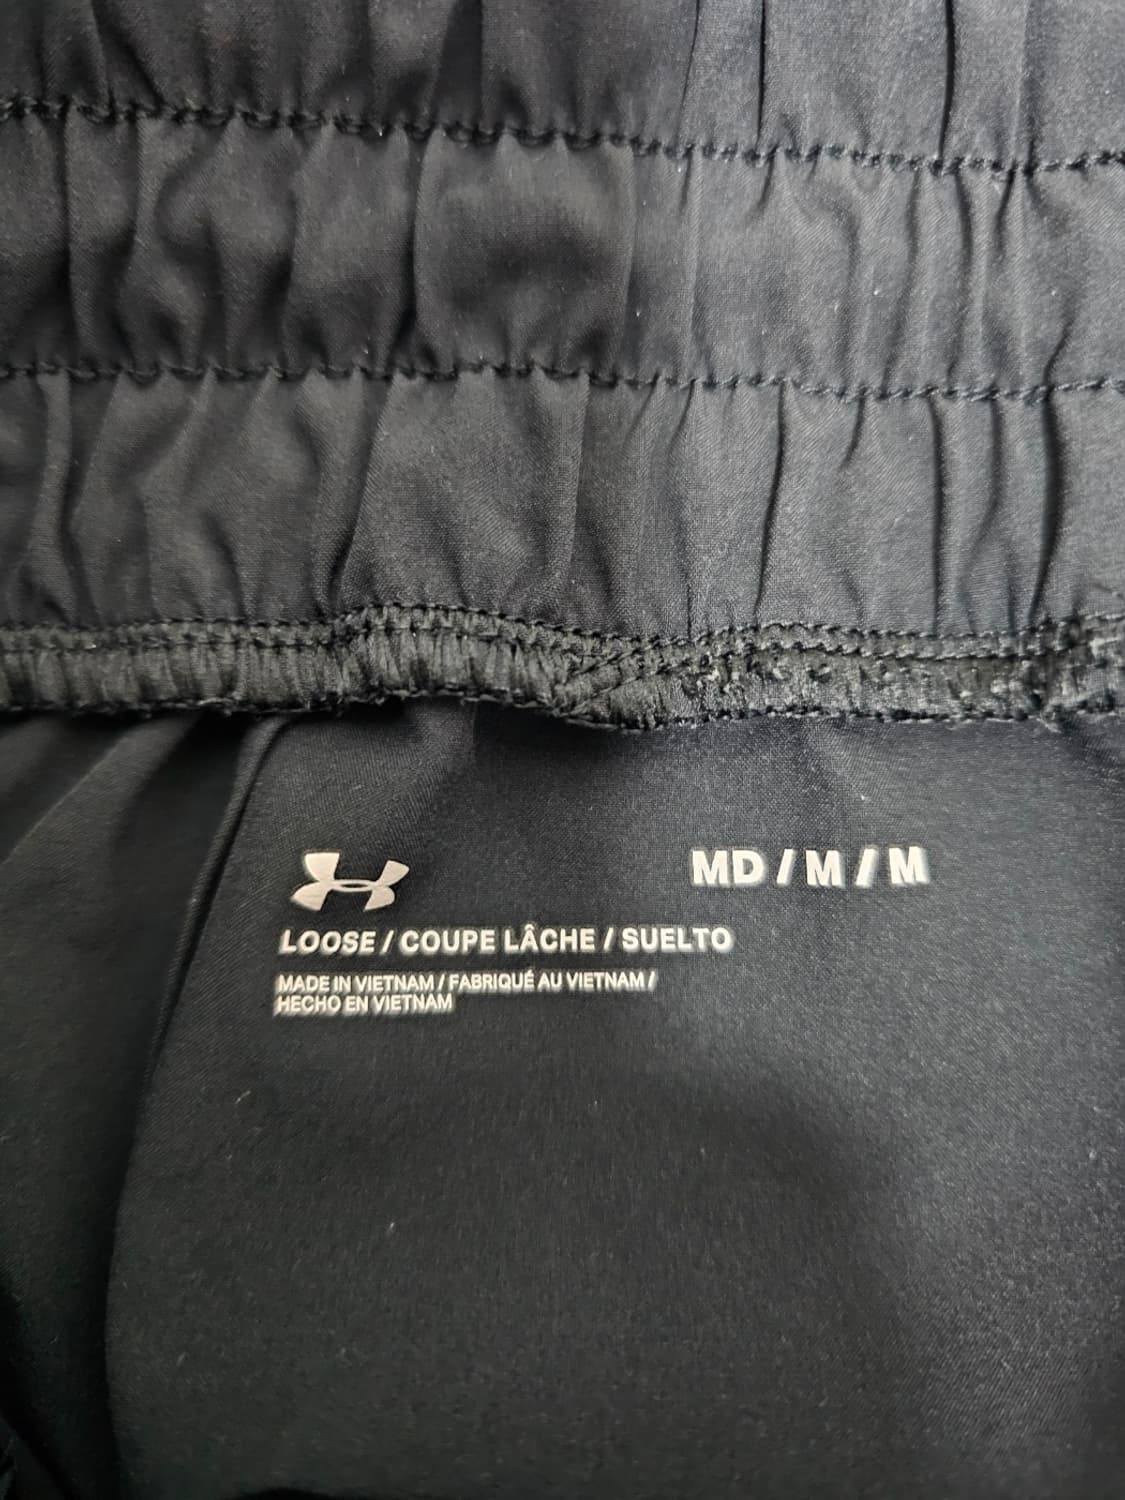 MD / M / M
LOOSE / COUPE LÂCHE / SUELTO
MADE IN VIETNAM / FABRIQUÉ AU VIETNAM /
HECHO EN VIETNAM